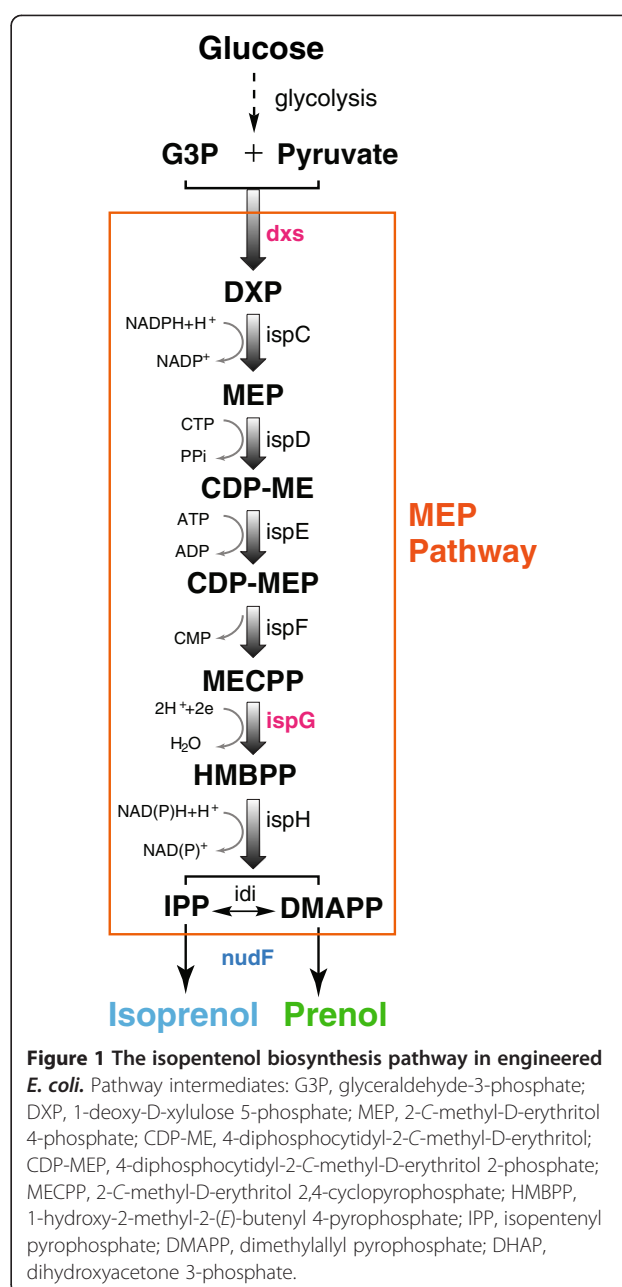 Glucose
glycolysis
G3P + Pyruvate
dxs
DXP
NADPH+H⁺
ispC
NADP⁺
MEP
CTP
ispD
PPi
CDP-ME
ATP
ispE
ADP
CDP-MEP
ispF
CMP
MECPP
2H⁺+2e
ispG
H₂O
HMBPP
NAD(P)H+H⁺
ispH
NAD(P)⁺
idi
IPP DMAPP
nudF
Isoprenol Prenol
MEP
Pathway
Figure 1 The isopentenol biosynthesis pathway in engineered
E. coli. Pathway intermediates: G3P, glyceraldehyde-3-phosphate;
DXP, 1-deoxy-D-xylulose 5-phosphate; MEP, 2-C-methyl-D-erythritol
4-phosphate; CDP-ME, 4-diphosphocytidyl-2-C-methyl-D-erythritol;
CDP-MEP, 4-diphosphocytidyl-2-C-methyl-D-erythritol 2-phosphate;
MECPP, 2-C-methyl-D-erythritol 2,4-cyclopyrophosphate; HMBPP,
1-hydroxy-2-methyl-2-(E)-butenyl 4-pyrophosphate; IPP, isopentenyl
pyrophosphate; DMAPP, dimethylallyl pyrophosphate; DHAP,
dihydroxyacetone 3-phosphate.